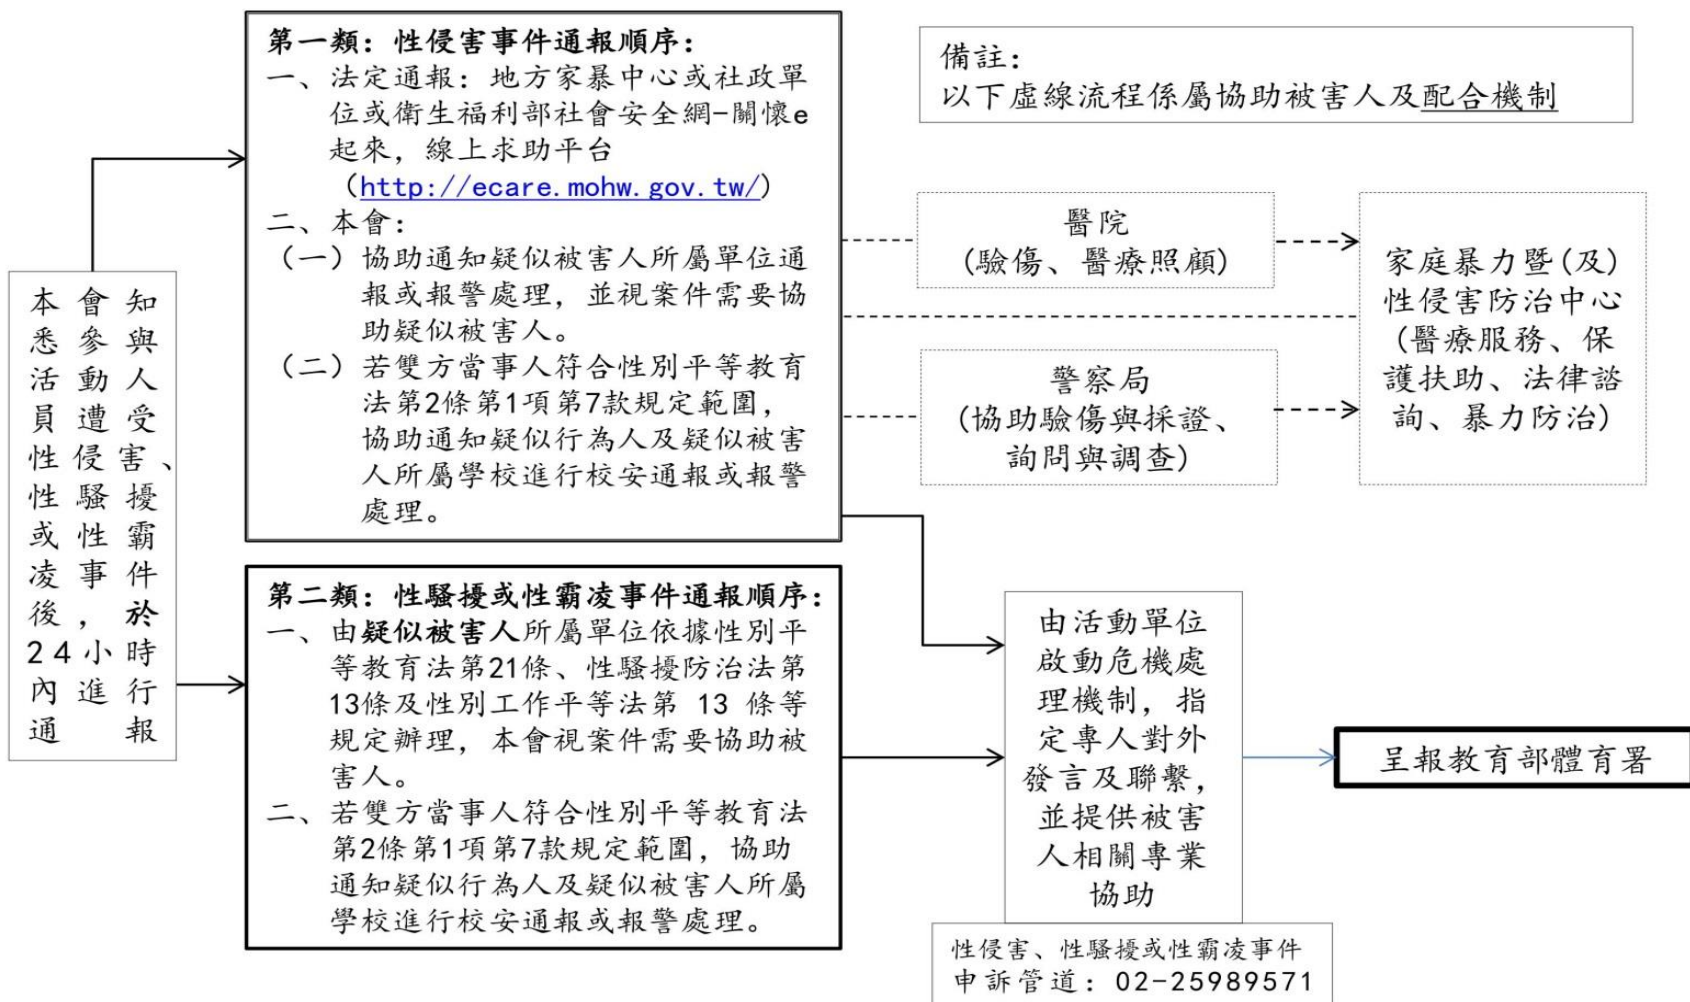 本會知
悉參與
活動人
員遭受
性侵害、
性騷擾
或性霸
凌事件
後，於
24小時
內進行
通報
第一類：性侵害事件通報順序：
一、法定通報：地方家暴中心或社政單
位或衛生福利部社會安全網-關懷e
起來，線上求助平台
（http://ecare.mohw.gov.tw/）
二、本會：
（一）協助通知疑似被害人所屬單位通
報或報警處理，並視案件需要協
助疑似被害人。
（二）若雙方當事人符合性別平等教育
法第2條第1項第7款規定範圍，
協助通知疑似行為人及疑似被害
人所屬學校進行校安通報或報警
處理。
第二類：性騷擾或性霸凌事件通報順序：
一、由疑似被害人所屬單位依據性別平
等教育法第21條、性騷擾防治法第
13條及性別工作平等法第 13 條等
規定辦理，本會視案件需要協助被
害人。
二、若雙方當事人符合性別平等教育法
第2條第1項第7款規定範圍，協助
通知疑似行為人及疑似被害人所屬
學校進行校安通報或報警處理。
備註：
以下虛線流程係屬協助被害人及配合機制
醫院
(驗傷、醫療照顧)
警察局
(協助驗傷與採證、
詢問與調查)
家庭暴力暨(及)
性侵害防治中心
(醫療服務、保
護扶助、法律諮
詢、暴力防治)
由活動單位
啟動危機處
理機制，指
定專人對外
發言及聯繫，
並提供被害
人相關專業
協助
呈報教育部體育署
性侵害、性騷擾或性霸凌事件
申訴管道：02-25989571